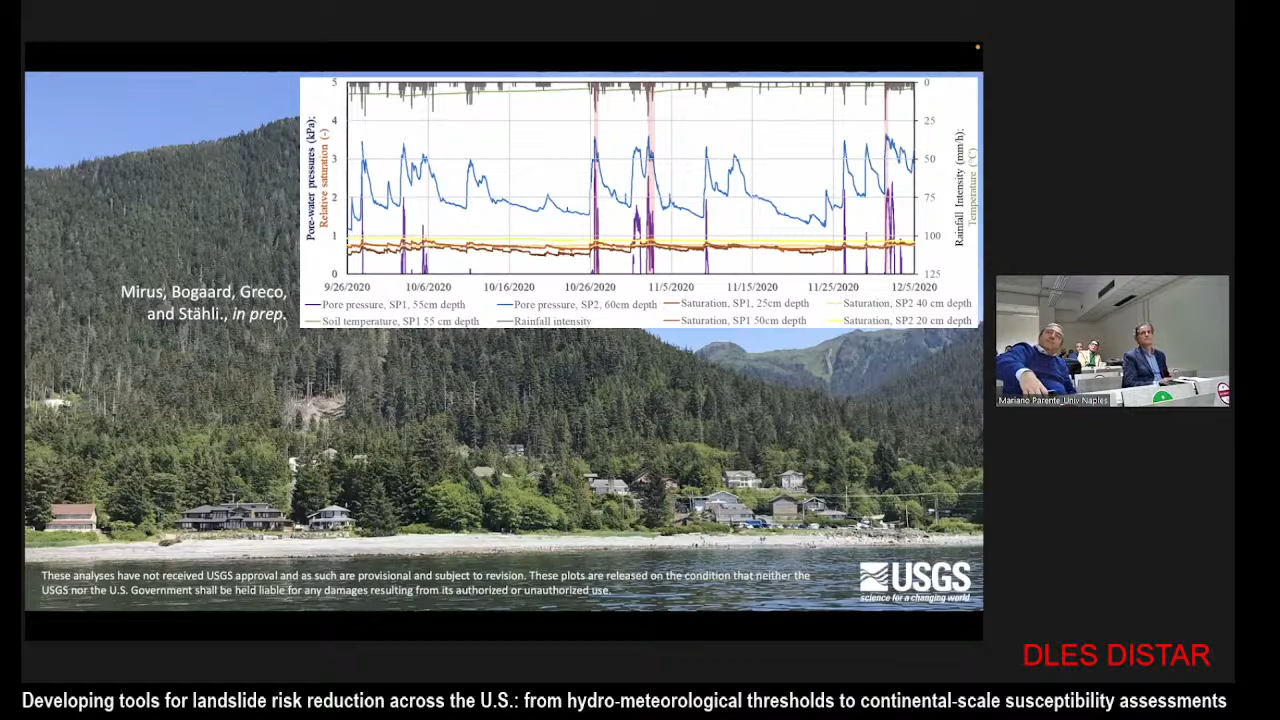 5
4
3
2
1
0
Pore-water pressures (kPa);
Relative saturation (-)
0
25
50
75
100
125
Rainfall Intensity (mm/h);
Temperature (°C)
9/26/2020
10/6/2020
10/16/2020
10/26/2020
11/5/2020
11/15/2020
11/25/2020
12/5/2020
Pore pressure, SP1, 55cm depth
Pore pressure, SP2, 60cm depth
Saturation, SP1, 25cm depth
Saturation, SP2 40 cm depth
Soil temperature, SP1 55 cm depth
Rainfall intensity
Saturation, SP1 50cm depth
Saturation, SP2 20 cm depth
Mirus, Bogaard, Greco,
and Stähli., in prep.
Mariano Parente_Univ Naples
These analyses have not received USGS approval and as such are provisional and subject to revision. These plots are released on the condition that neither the
USGS nor the U.S. Government shall be held liable for any damages resulting from its authorized or unauthorized use.
USGS
science for a changing world
DLES DISTAR
Developing tools for landslide risk reduction across the U.S.: from hydro-meteorological thresholds to continental-scale susceptibility assessments